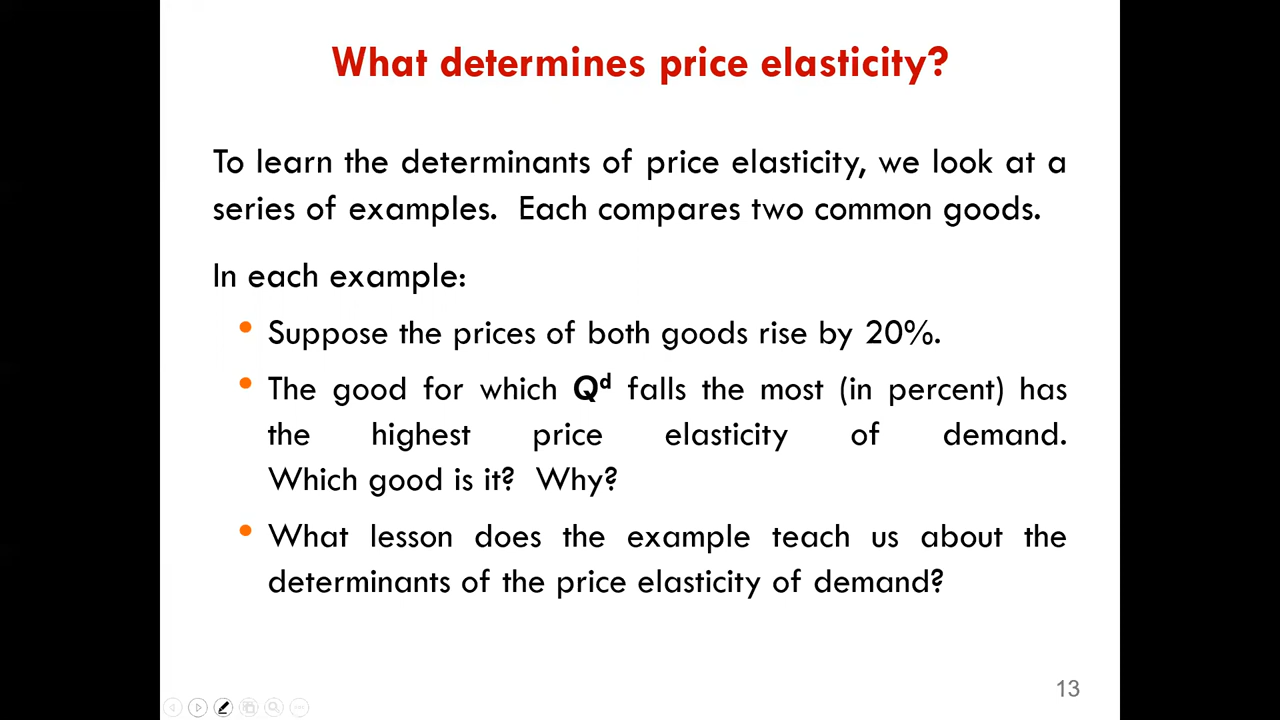 What determines price elasticity?
To learn the determinants of price elasticity, we look at a
series of examples. Each compares two common goods.
In each example:
• Suppose the prices of both goods rise by 20%.
• The good for which Qᵈ falls the most (in percent) has
the highest price elasticity of demand.
Which good is it? Why?
• What lesson does the example teach us about the
determinants of the price elasticity of demand?
13